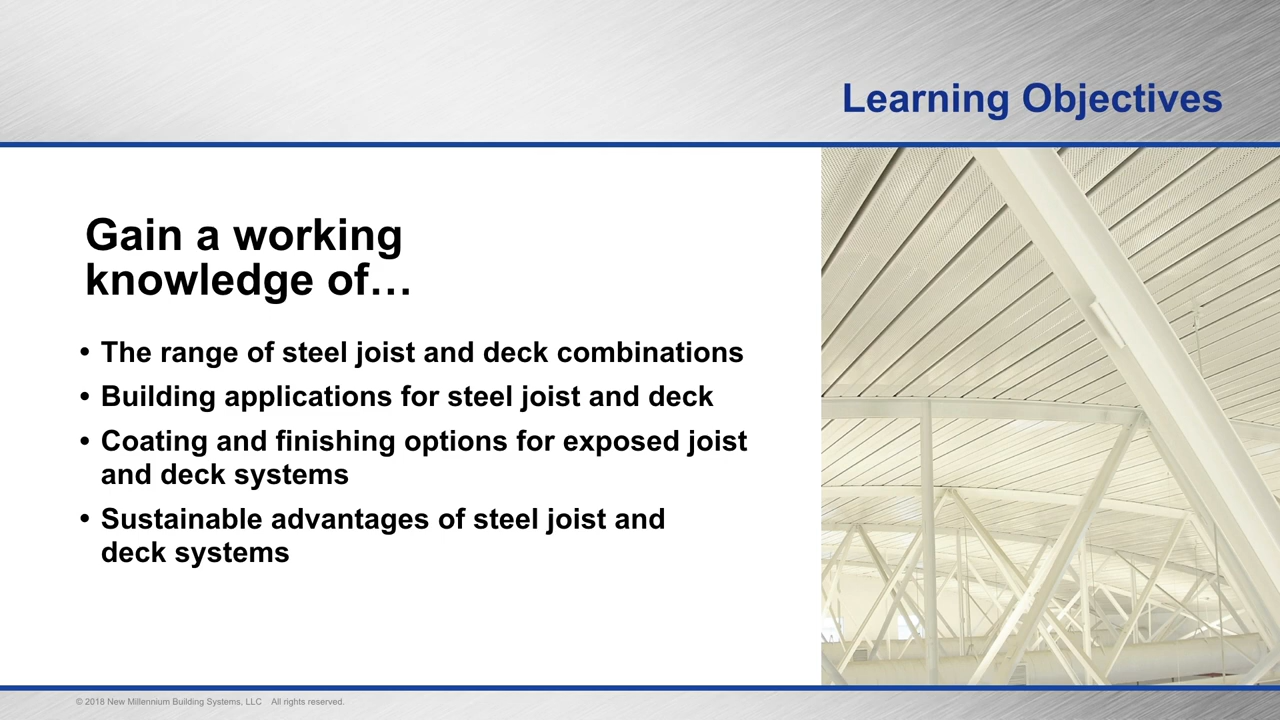 Learning Objectives
Gain a working
knowledge of…
• The range of steel joist and deck combinations
• Building applications for steel joist and deck
• Coating and finishing options for exposed joist
and deck systems
• Sustainable advantages of steel joist and
deck systems
© 2018 New Millennium Building Systems, LLC All rights reserved.